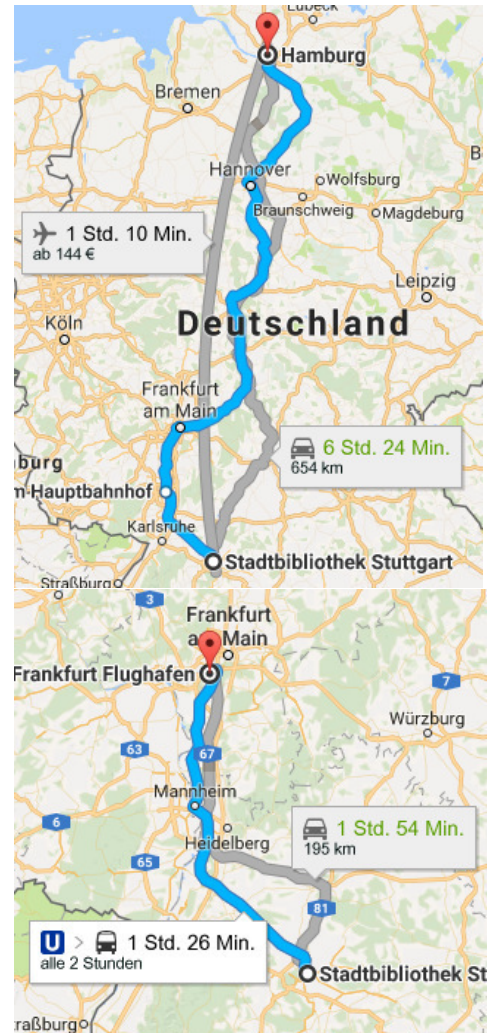 Lübeck
Hamburg
Bremen
Hannover
Wolfsburg
Braunschweig
Magdeburg
1 Std. 10 Min.
ab 144 €
Leipzig
Köln
Deutschland
Frankfurt
am Main
6 Std. 24 Min.
654 km
burg
m-Hauptbahnhof
Karlsruhe
Stadtbibliothek Stuttgart
Straßburg
3
Frankfurt
am Main
Frankfurt Flughafen
7
Würzburg
63
67
Mannheim
6
Heidelberg
1 Std. 54 Min.
195 km
65
81
U > 1 Std. 26 Min.
alle 2 Stunden
Stadtbibliothek St
raßburg